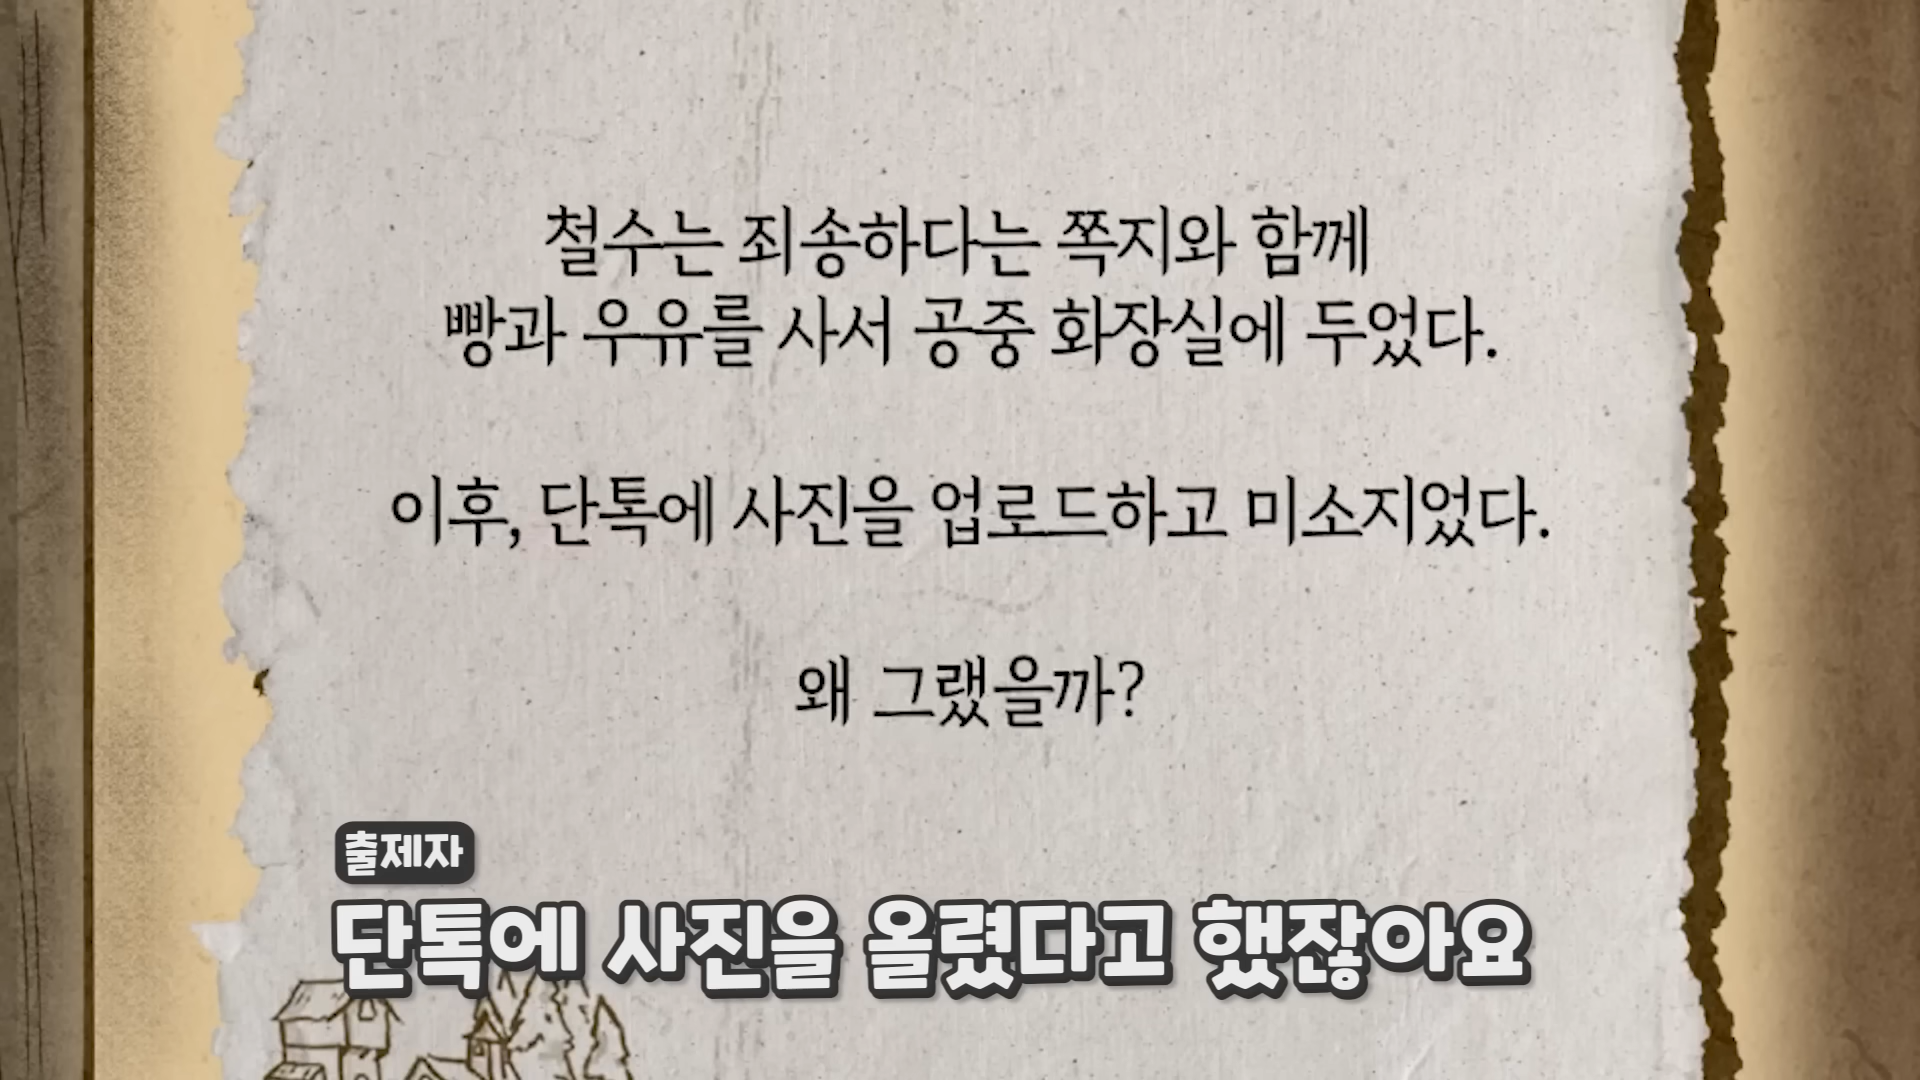 철수는 죄송하다는 쪽지와 함께
빵과 우유를 사서 공중 화장실에 두었다.
이후, 단톡에 사진을 업로드하고 미소지었다.
왜 그랬을까?
출제자
단톡에 사진을 올렸다고 했잖아요